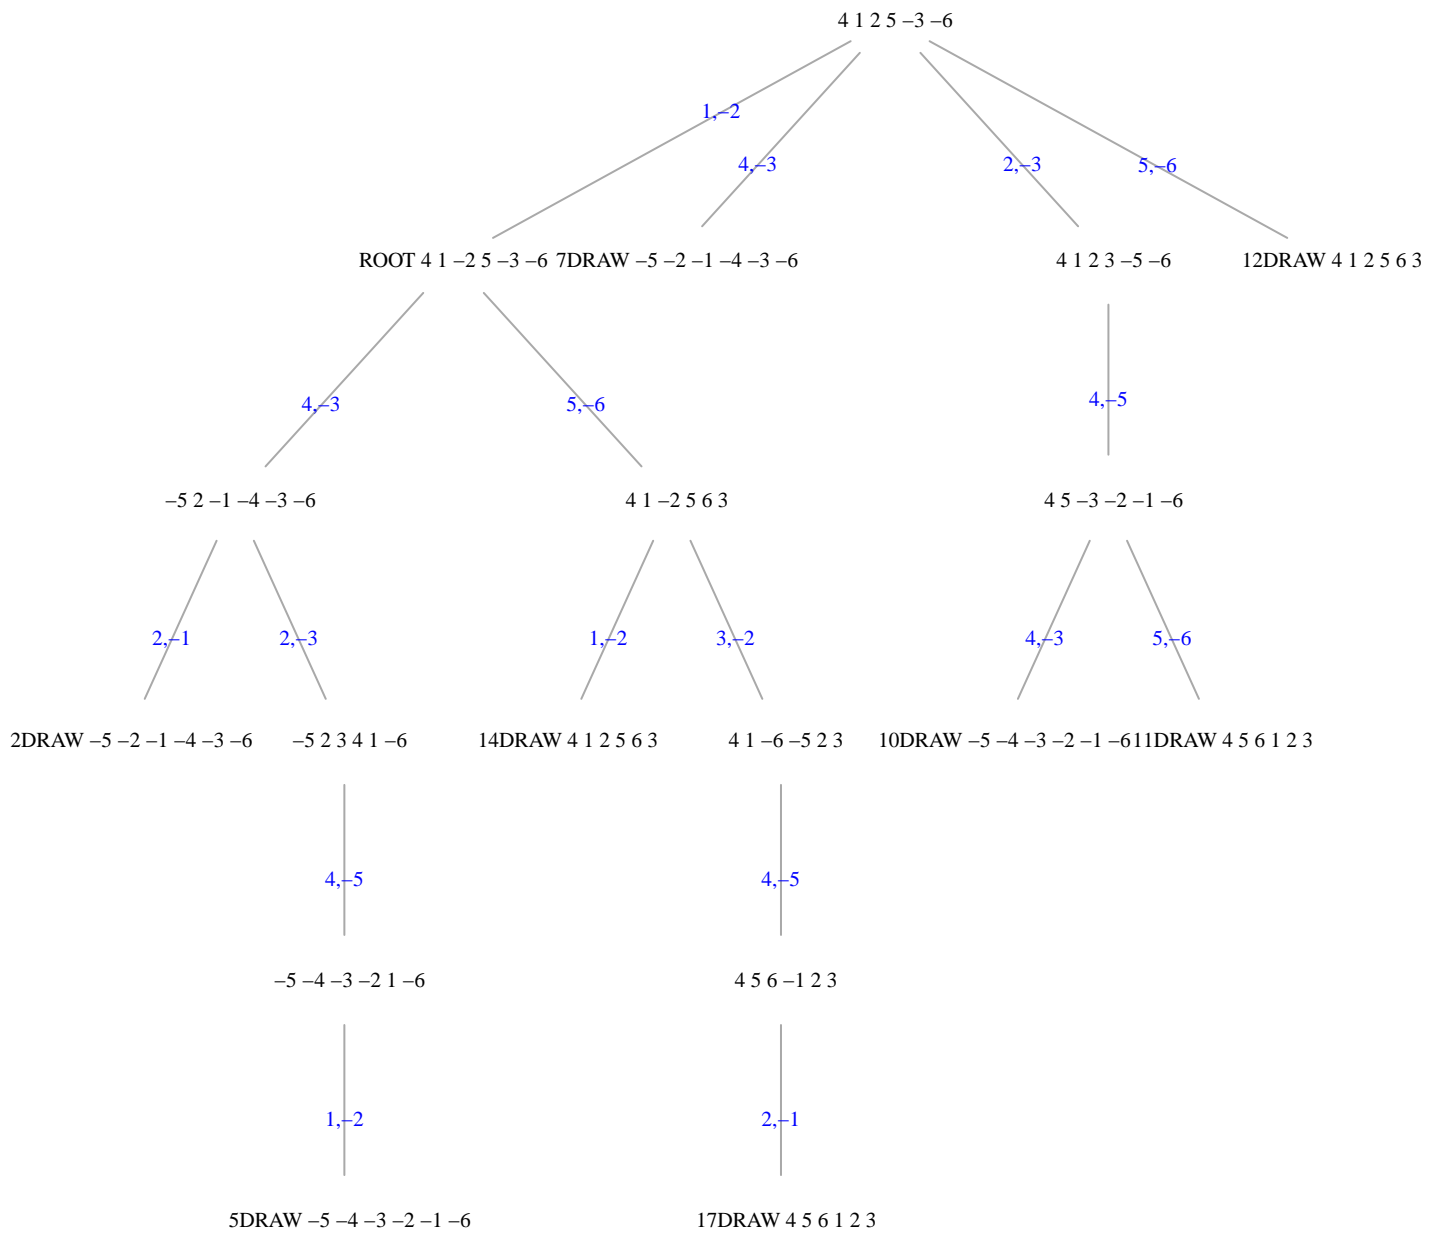 4 1 2 5 –3 –6
1,–2
4,–3
2,–3
5,–6
ROOT 4 1 –2 5 –3 –6
7DRAW –5 –2 –1 –4 –3 –6
4 1 2 3 –5 –6
12DRAW 4 1 2 5 6 3
4,–3
5,–6
4,–5
–5 2 –1 –4 –3 –6
4 1 –2 5 6 3
4 5 –3 –2 –1 –6
2,–1
2,–3
1,–2
3,–2
4,–3
5,–6
2DRAW –5 –2 –1 –4 –3 –6
–5 2 3 4 1 –6
14DRAW 4 1 2 5 6 3
4 1 –6 –5 2 3
10DRAW –5 –4 –3 –2 –1 –6
11DRAW 4 5 6 1 2 3
4,–5
4,–5
–5 –4 –3 –2 1 –6
4 5 6 –1 2 3
1,–2
2,–1
5DRAW –5 –4 –3 –2 –1 –6
17DRAW 4 5 6 1 2 3